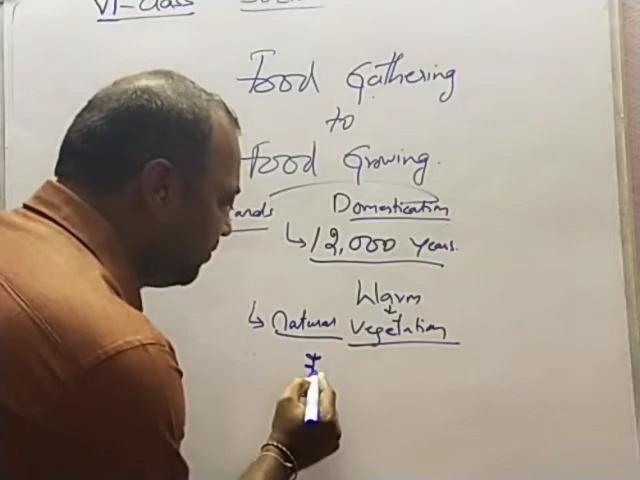 VI-Class
Food Gathering
to
Food Growing.
Domestication
↳ 12,000 years.
Warm
↳ Natural Vegetation